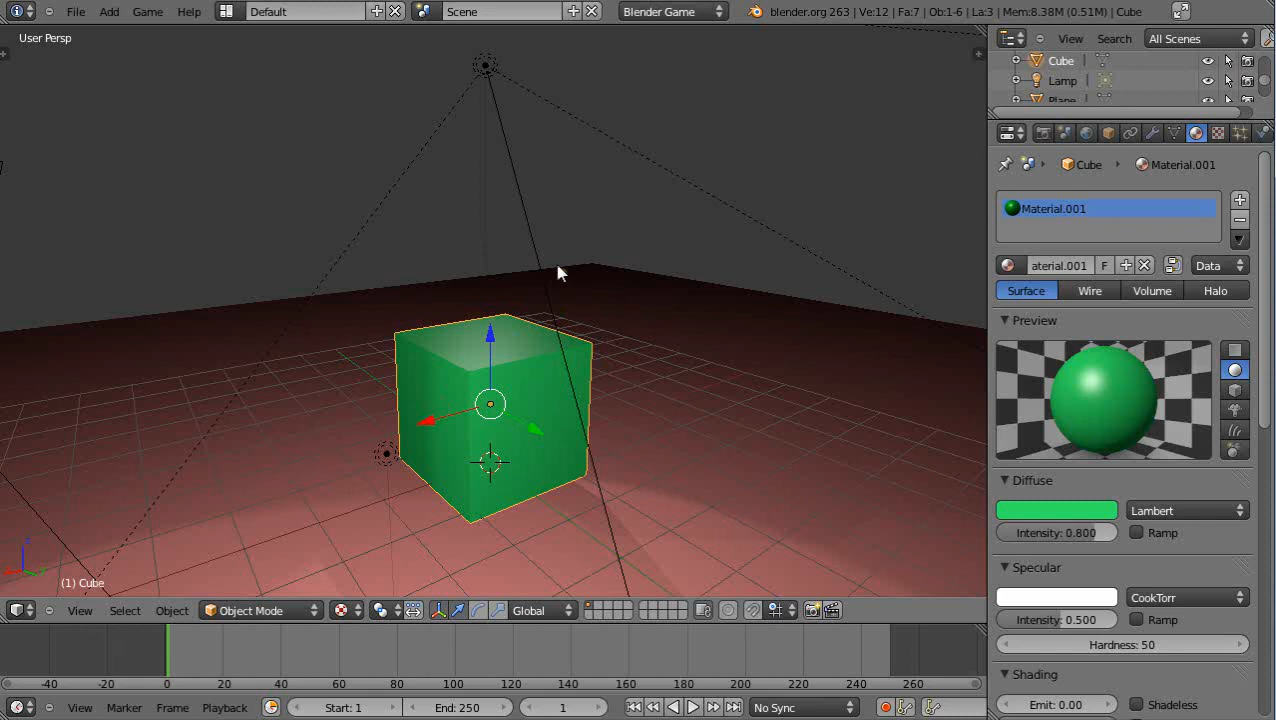 File Add Game Help Default Scene Blender Game blender.org 263 | Ve:12 | Fa:7 | Ob:1-6 | La:3 | Mem:8.38M (0.51M) | Cube
User Persp
View Search All Scenes
Cube
Lamp
Plane
Cube Material.001
Material.001
aterial.001 F Data
Surface Wire Volume Halo
Preview
Diffuse
Lambert
Intensity: 0.800 Ramp
Specular
CookTorr
Intensity: 0.500 Ramp
Hardness: 50
Shading
Emit: 0.00 Shadeless
(1) Cube
View Select Object Object Mode Global
-40 -20 0 20 40 60 80 100 120 140 160 180 200 220 240 260
View Marker Frame Playback Start: 1 End: 250 1 No Sync